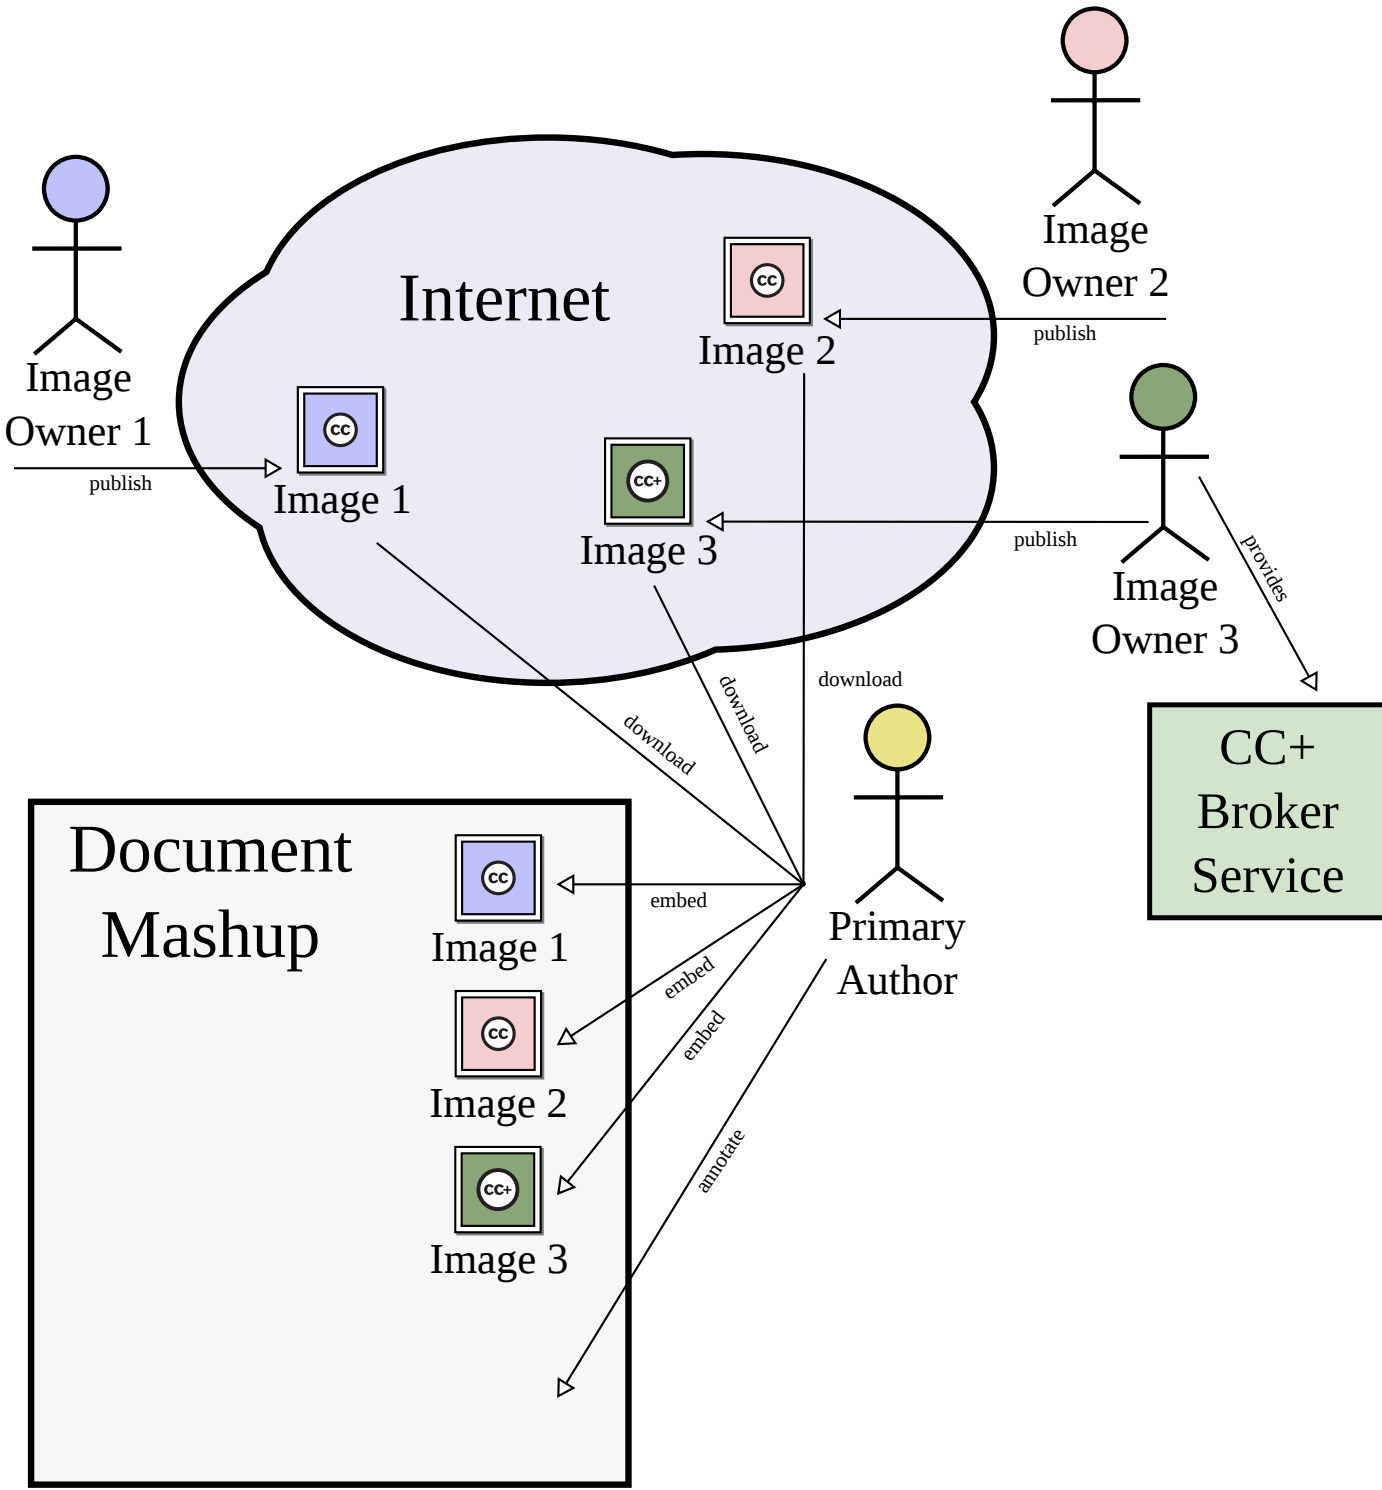 Image
Owner 2
publish
Internet
CC
Image 2
Image
Owner 1
publish
CC
Image 1
CC+
Image 3
publish
Image
Owner 3
provides
download
download
download
CC+
Broker
Service
Primary
Author
Document
Mashup
CC
Image 1
embed
CC
Image 2
embed
CC+
Image 3
embed
annotate